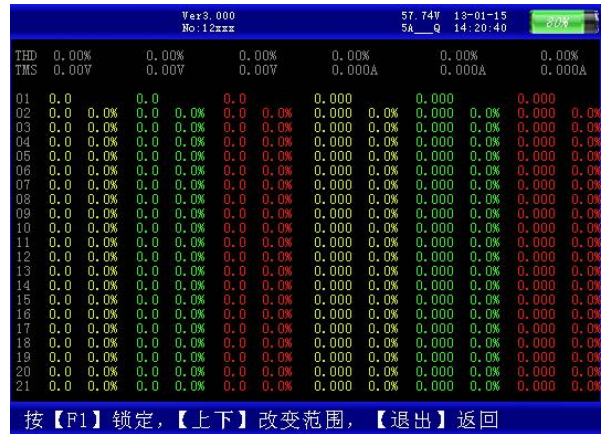 Ver3.000 57.74V 13-01-15
No:12xxx 5A___Q 14:20:40 80%
THD 0.00% 0.00% 0.00% 0.00% 0.00% 0.00%
TMS 0.00V 0.00V 0.00V 0.000A 0.000A 0.000A
01 0.0 0.0 0.0 0.000 0.000 0.000
02 0.0 0.0% 0.0 0.0% 0.0 0.0% 0.000 0.0% 0.000 0.0% 0.000 0.0%
03 0.0 0.0% 0.0 0.0% 0.0 0.0% 0.000 0.0% 0.000 0.0% 0.000 0.0%
04 0.0 0.0% 0.0 0.0% 0.0 0.0% 0.000 0.0% 0.000 0.0% 0.000 0.0%
05 0.0 0.0% 0.0 0.0% 0.0 0.0% 0.000 0.0% 0.000 0.0% 0.000 0.0%
06 0.0 0.0% 0.0 0.0% 0.0 0.0% 0.000 0.0% 0.000 0.0% 0.000 0.0%
07 0.0 0.0% 0.0 0.0% 0.0 0.0% 0.000 0.0% 0.000 0.0% 0.000 0.0%
08 0.0 0.0% 0.0 0.0% 0.0 0.0% 0.000 0.0% 0.000 0.0% 0.000 0.0%
09 0.0 0.0% 0.0 0.0% 0.0 0.0% 0.000 0.0% 0.000 0.0% 0.000 0.0%
10 0.0 0.0% 0.0 0.0% 0.0 0.0% 0.000 0.0% 0.000 0.0% 0.000 0.0%
11 0.0 0.0% 0.0 0.0% 0.0 0.0% 0.000 0.0% 0.000 0.0% 0.000 0.0%
12 0.0 0.0% 0.0 0.0% 0.0 0.0% 0.000 0.0% 0.000 0.0% 0.000 0.0%
13 0.0 0.0% 0.0 0.0% 0.0 0.0% 0.000 0.0% 0.000 0.0% 0.000 0.0%
14 0.0 0.0% 0.0 0.0% 0.0 0.0% 0.000 0.0% 0.000 0.0% 0.000 0.0%
15 0.0 0.0% 0.0 0.0% 0.0 0.0% 0.000 0.0% 0.000 0.0% 0.000 0.0%
16 0.0 0.0% 0.0 0.0% 0.0 0.0% 0.000 0.0% 0.000 0.0% 0.000 0.0%
17 0.0 0.0% 0.0 0.0% 0.0 0.0% 0.000 0.0% 0.000 0.0% 0.000 0.0%
18 0.0 0.0% 0.0 0.0% 0.0 0.0% 0.000 0.0% 0.000 0.0% 0.000 0.0%
19 0.0 0.0% 0.0 0.0% 0.0 0.0% 0.000 0.0% 0.000 0.0% 0.000 0.0%
20 0.0 0.0% 0.0 0.0% 0.0 0.0% 0.000 0.0% 0.000 0.0% 0.000 0.0%
21 0.0 0.0% 0.0 0.0% 0.0 0.0% 0.000 0.0% 0.000 0.0% 0.000 0.0%
按【F1】锁定,【上下】改变范围, 【退出】返回